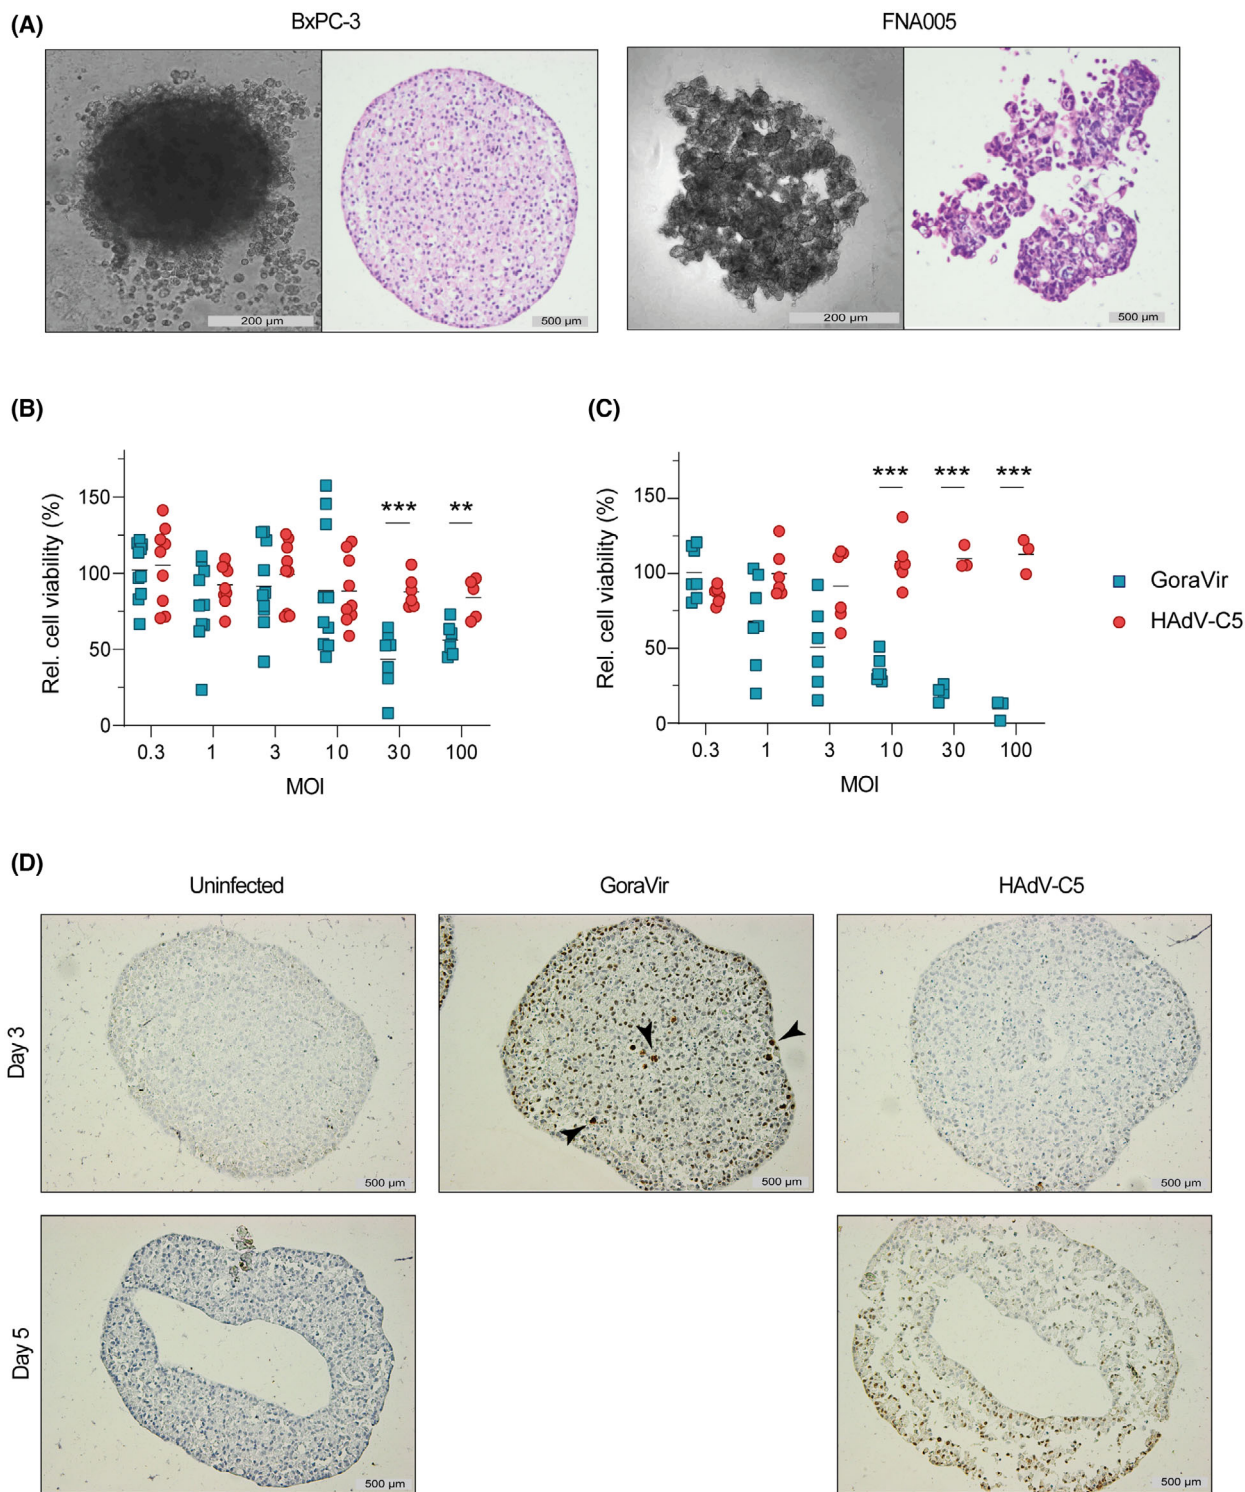 (A)
BxPC-3
FNA005
200 µm
500 µm
200 µm
500 µm
(B)
(C)
Rel. cell viability (%)
150
100
50
0
0.3 1 3 10 30 100
MOI
*** **
Rel. cell viability (%)
150
100
50
0
0.3 1 3 10 30 100
MOI
*** *** ***
GoraVir
HAdV-C5
(D)
Uninfected
GoraVir
HAdV-C5
Day 3
500 µm
500 µm
500 µm
Day 5
500 µm
500 µm